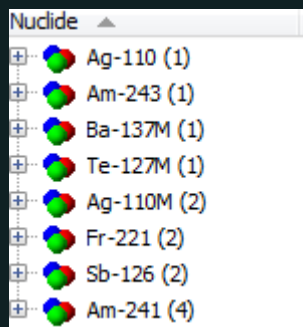 Nuclide
Ag-110 (1)
Am-243 (1)
Ba-137M (1)
Te-127M (1)
Ag-110M (2)
Fr-221 (2)
Sb-126 (2)
Am-241 (4)